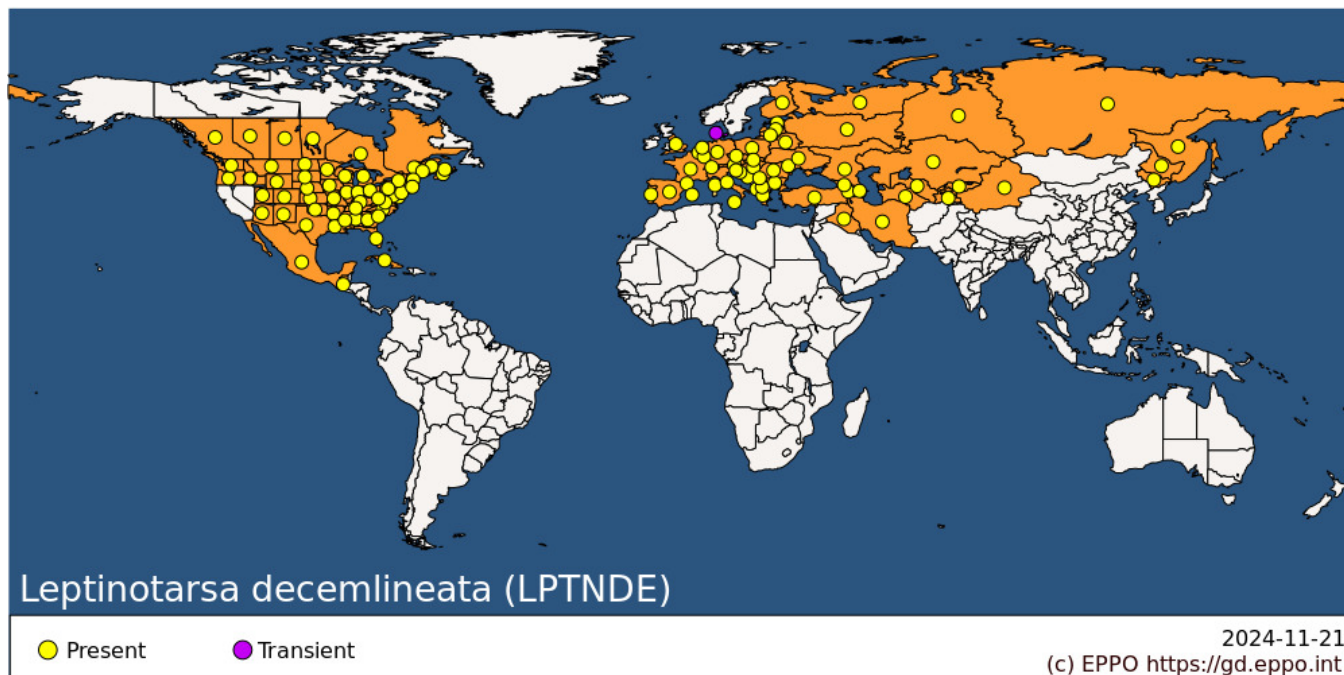 Leptinotarsa decemlineata (LPTNDE)
Present
Transient
2024-11-21
(c) EPPO https://gd.eppo.int